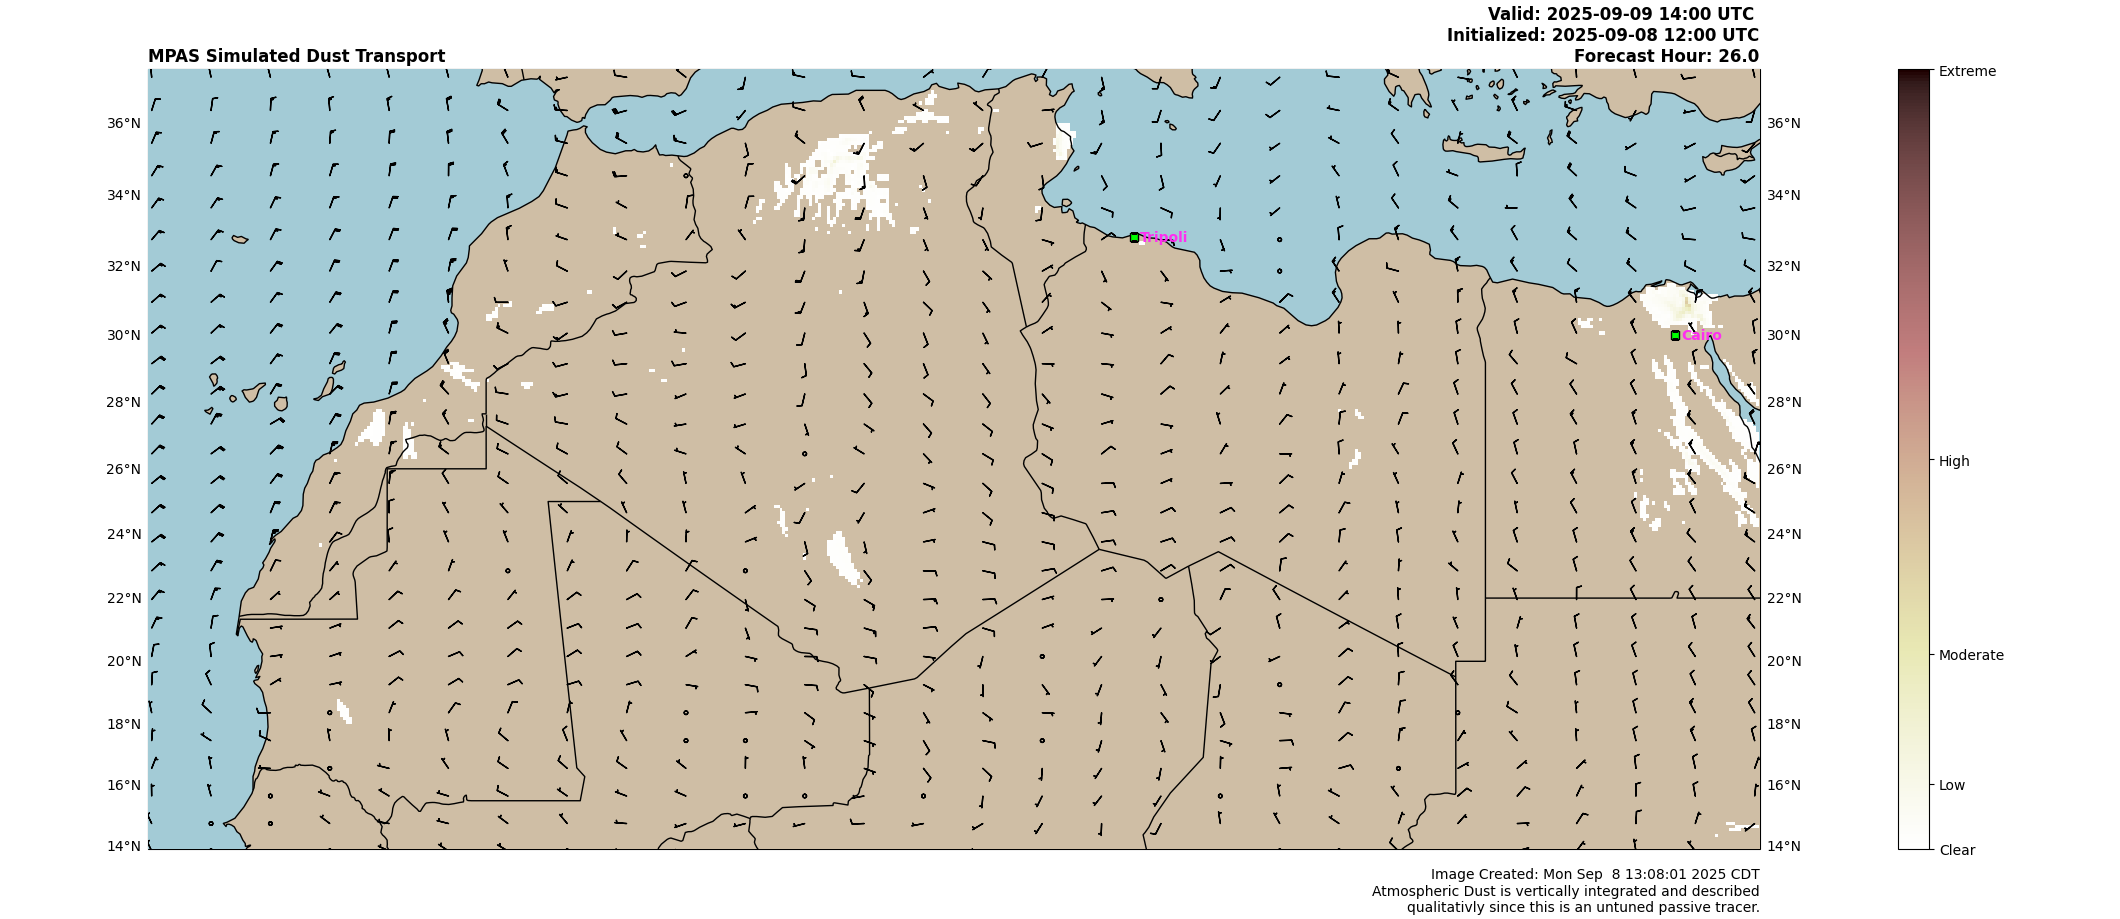 Valid: 2025-09-09 14:00 UTC
Initialized: 2025-09-08 12:00 UTC
MPAS Simulated Dust Transport
Forecast Hour: 26.0
Extreme
36°N
36°N
34°N
34°N
Tripoli
32°N
32°N
30°N
Cairo
30°N
28°N
28°N
26°N
26°N
High
24°N
24°N
22°N
22°N
20°N
20°N
Moderate
18°N
18°N
16°N
16°N
Low
14°N
14°N
Clear
Image Created: Mon Sep  8 13:08:01 2025 CDT
Atmospheric Dust is vertically integrated and described
qualitativly since this is an untuned passive tracer.